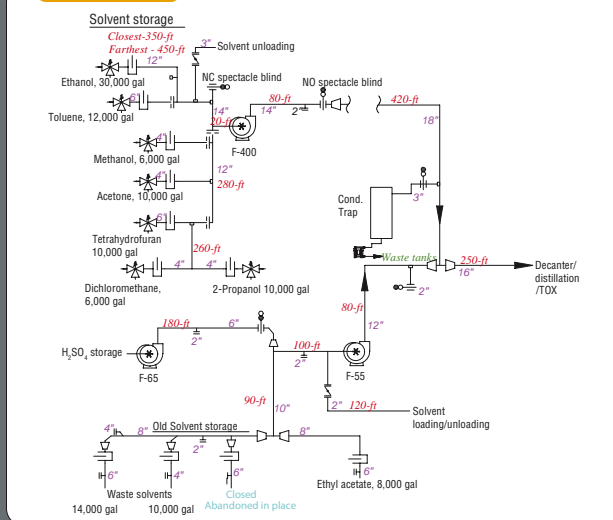 Solvent storage
Closest-350-ft
Farthest - 450-ft
12"
3"
Solvent unloading
Ethanol, 30,000 gal
NC spectacle blind
NO spectacle blind
6"
Toluene, 12,000 gal
14"
20-ft
80-ft
14"
2"
420-ft
18"
F-400
4"
Methanol, 6,000 gal
12"
280-ft
4"
Acetone, 10,000 gal
3"
Cond.
Trap
6"
Tetrahydrofuran
10,000 gal
260-ft
Waste tanks
250-ft
16"
Decanter/
distillation
/TOX
4"
4"
Dichloromethane,
6,000 gal
2-Propanol 10,000 gal
2"
80-ft
12"
180-ft
6"
2"
H2SO4 storage
F-65
100-ft
2"
F-55
90-ft
10"
2"
120-ft
Solvent
loading/unloading
4"
8"
Old Solvent storage
2"
8"
6"
4"
6"
6"
Waste solvents
14,000 gal
10,000 gal
Closed
Abandoned in place
Ethyl acetate, 8,000 gal